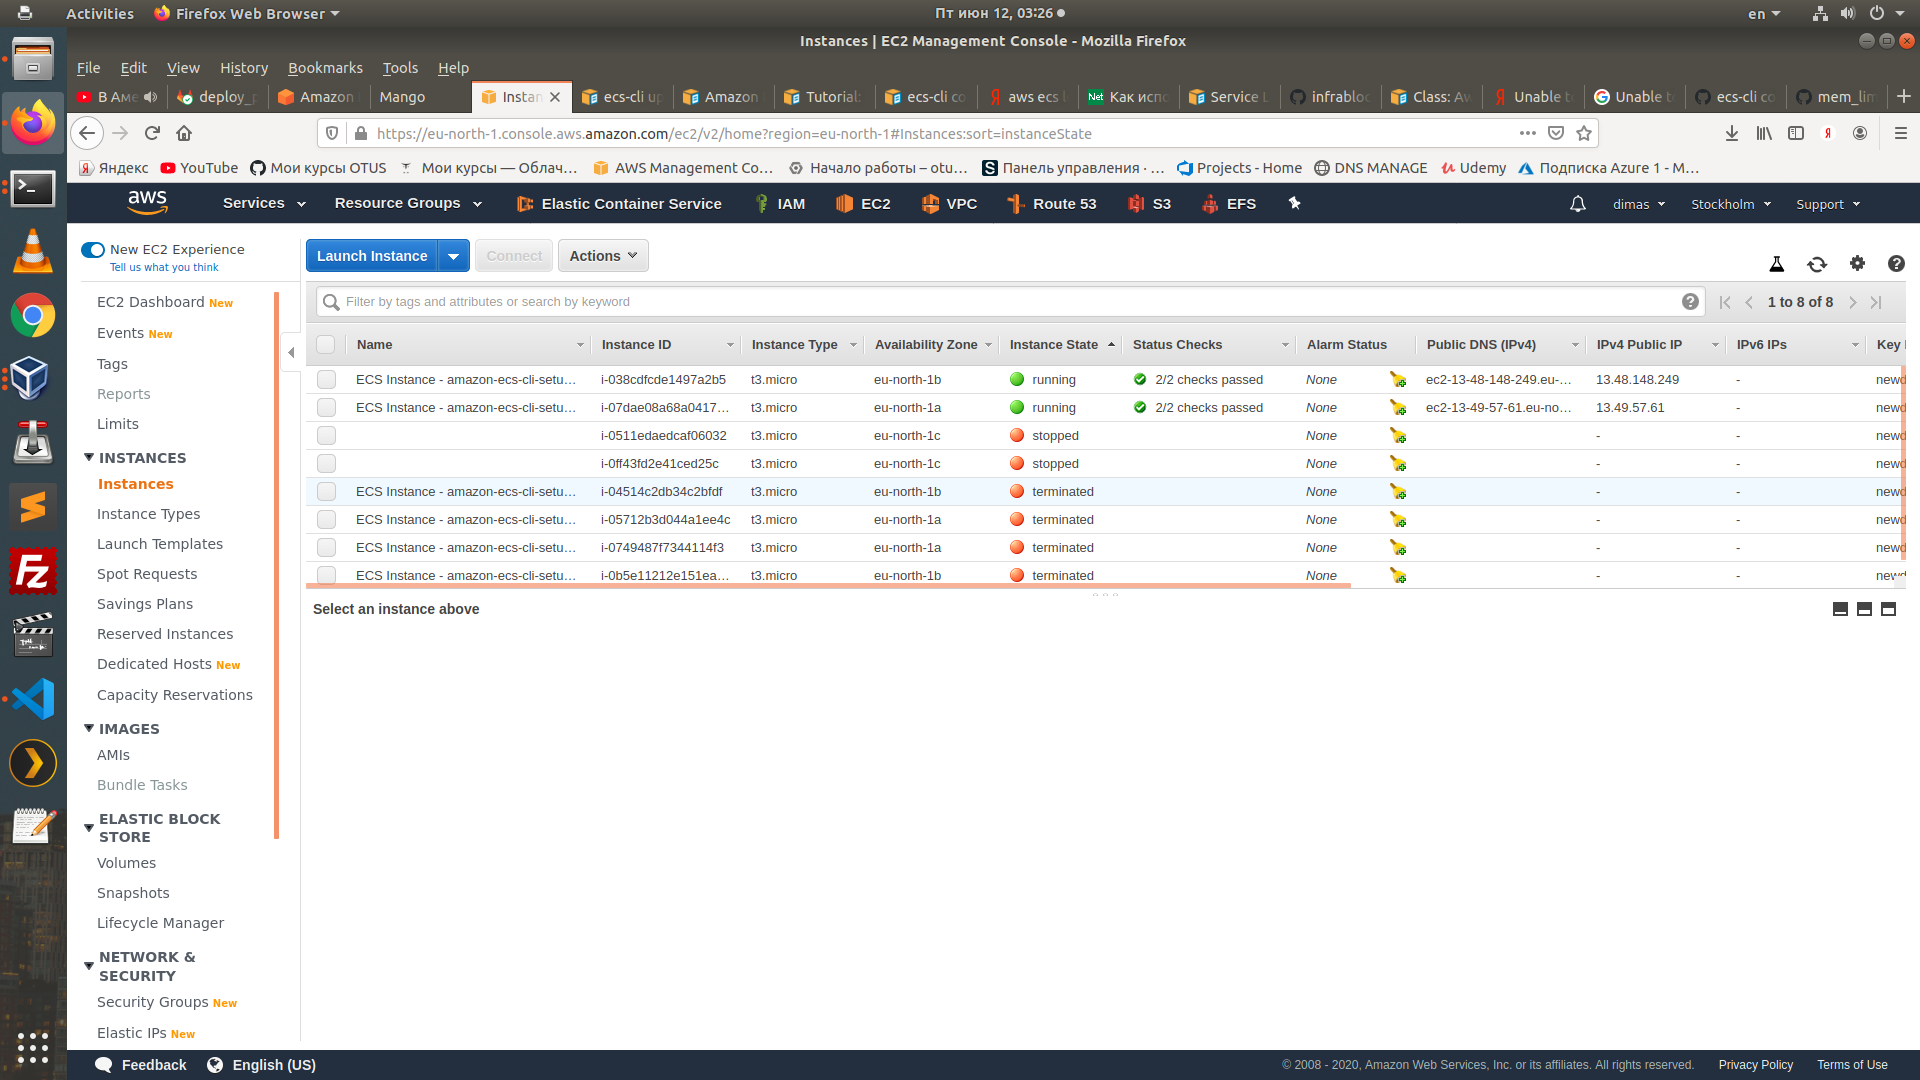 Activities
Firefox Web Browser
Пт июн 12, 03:26
en
Instances | EC2 Management Console - Mozilla Firefox
File Edit View History Bookmarks Tools Help
В Аме
deploy_
Amazon
Mango
Instan
ecs-cli up
Amazon
Tutorial:
ecs-cli co
aws ecs
Net
Как исп
Service
infrabloc
Class: Aw
Unable t
Unable t
ecs-cli co
mem_lim
https://eu-north-1.console.aws.amazon.com/ec2/v2/home?region=eu-north-1#Instances:sort=instanceState
Яндекс
YouTube
Мои курсы OTUS
Мои курсы — Облач…
AWS Management Co…
Начало работы – otu…
Панель управления · …
Projects - Home
DNS MANAGE
Udemy
Подписка Azure 1 - M…
aws
Services
Resource Groups
Elastic Container Service
IAM
EC2
VPC
Route 53
S3
EFS
dimas
Stockholm
Support
New EC2 Experience
Tell us what you think
EC2 Dashboard New
Events New
Tags
Reports
Limits
INSTANCES
Instances
Instance Types
Launch Templates
Spot Requests
Savings Plans
Reserved Instances
Dedicated Hosts New
Capacity Reservations
IMAGES
AMIs
Bundle Tasks
ELASTIC BLOCK
STORE
Volumes
Snapshots
Lifecycle Manager
NETWORK &
SECURITY
Security Groups New
Elastic IPs New
Launch Instance
Connect
Actions
Filter by tags and attributes or search by keyword
1 to 8 of 8
Name Instance ID Instance Type Availability Zone Instance State Status Checks Alarm Status Public DNS (IPv4) IPv4 Public IP IPv6 IPs Key
ECS Instance - amazon-ecs-cli-setu… i-038cdfcde1497a2b5 t3.micro eu-north-1b running 2/2 checks passed None ec2-13-48-148-249.eu-… 13.48.148.249 - newd
ECS Instance - amazon-ecs-cli-setu… i-07dae08a68a0417… t3.micro eu-north-1a running 2/2 checks passed None ec2-13-49-57-61.eu-no… 13.49.57.61 - newd
i-0511edaedcaf06032 t3.micro eu-north-1c stopped None - - newd
i-0ff43fd2e41ced25c t3.micro eu-north-1c stopped None - - newd
ECS Instance - amazon-ecs-cli-setu… i-04514c2db34c2bfdf t3.micro eu-north-1b terminated None - - newd
ECS Instance - amazon-ecs-cli-setu… i-05712b3d044a1ee4c t3.micro eu-north-1a terminated None - - newd
ECS Instance - amazon-ecs-cli-setu… i-0749487f7344114f3 t3.micro eu-north-1a terminated None - - newd
ECS Instance - amazon-ecs-cli-setu… i-0b5e11212e151ea… t3.micro eu-north-1b terminated None - - newd
Select an instance above
Feedback
English (US)
© 2008 - 2020, Amazon Web Services, Inc. or its affiliates. All rights reserved.
Privacy Policy
Terms of Use